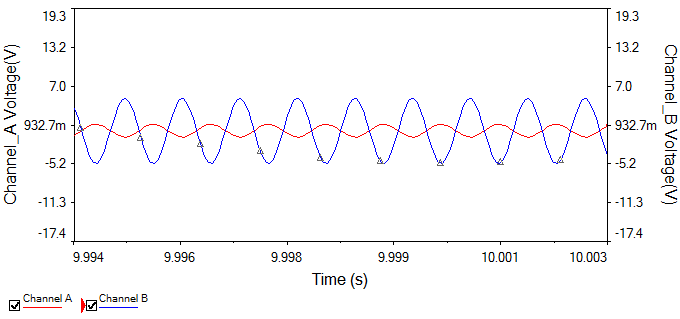 Channel_A Voltage(V)
19.3
13.2
7.0
932.7m
-5.2
-11.3
-17.4
19.3
13.2
7.0
932.7m
-5.2
-11.3
-17.4
Channel_B Voltage(V)
9.994 9.996 9.998 9.999 10.001 10.003
Time (s)
Channel A Channel B